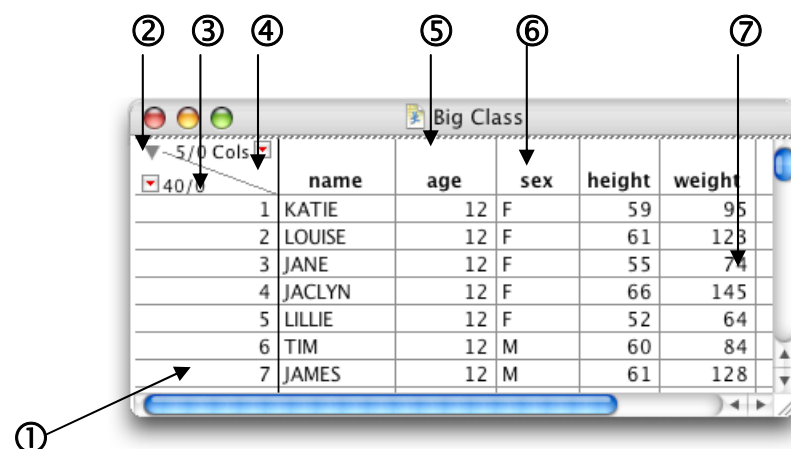 ② ③ ④ ⑤ ⑥ ⑦
Big Class
5/0 Cols
40/0
name age sex height weight
1 KATIE 12 F 59 95
2 LOUISE 12 F 61 123
3 JANE 12 F 55 74
4 JACLYN 12 F 66 145
5 LILLIE 12 F 52 64
6 TIM 12 M 60 84
7 JAMES 12 M 61 128
①